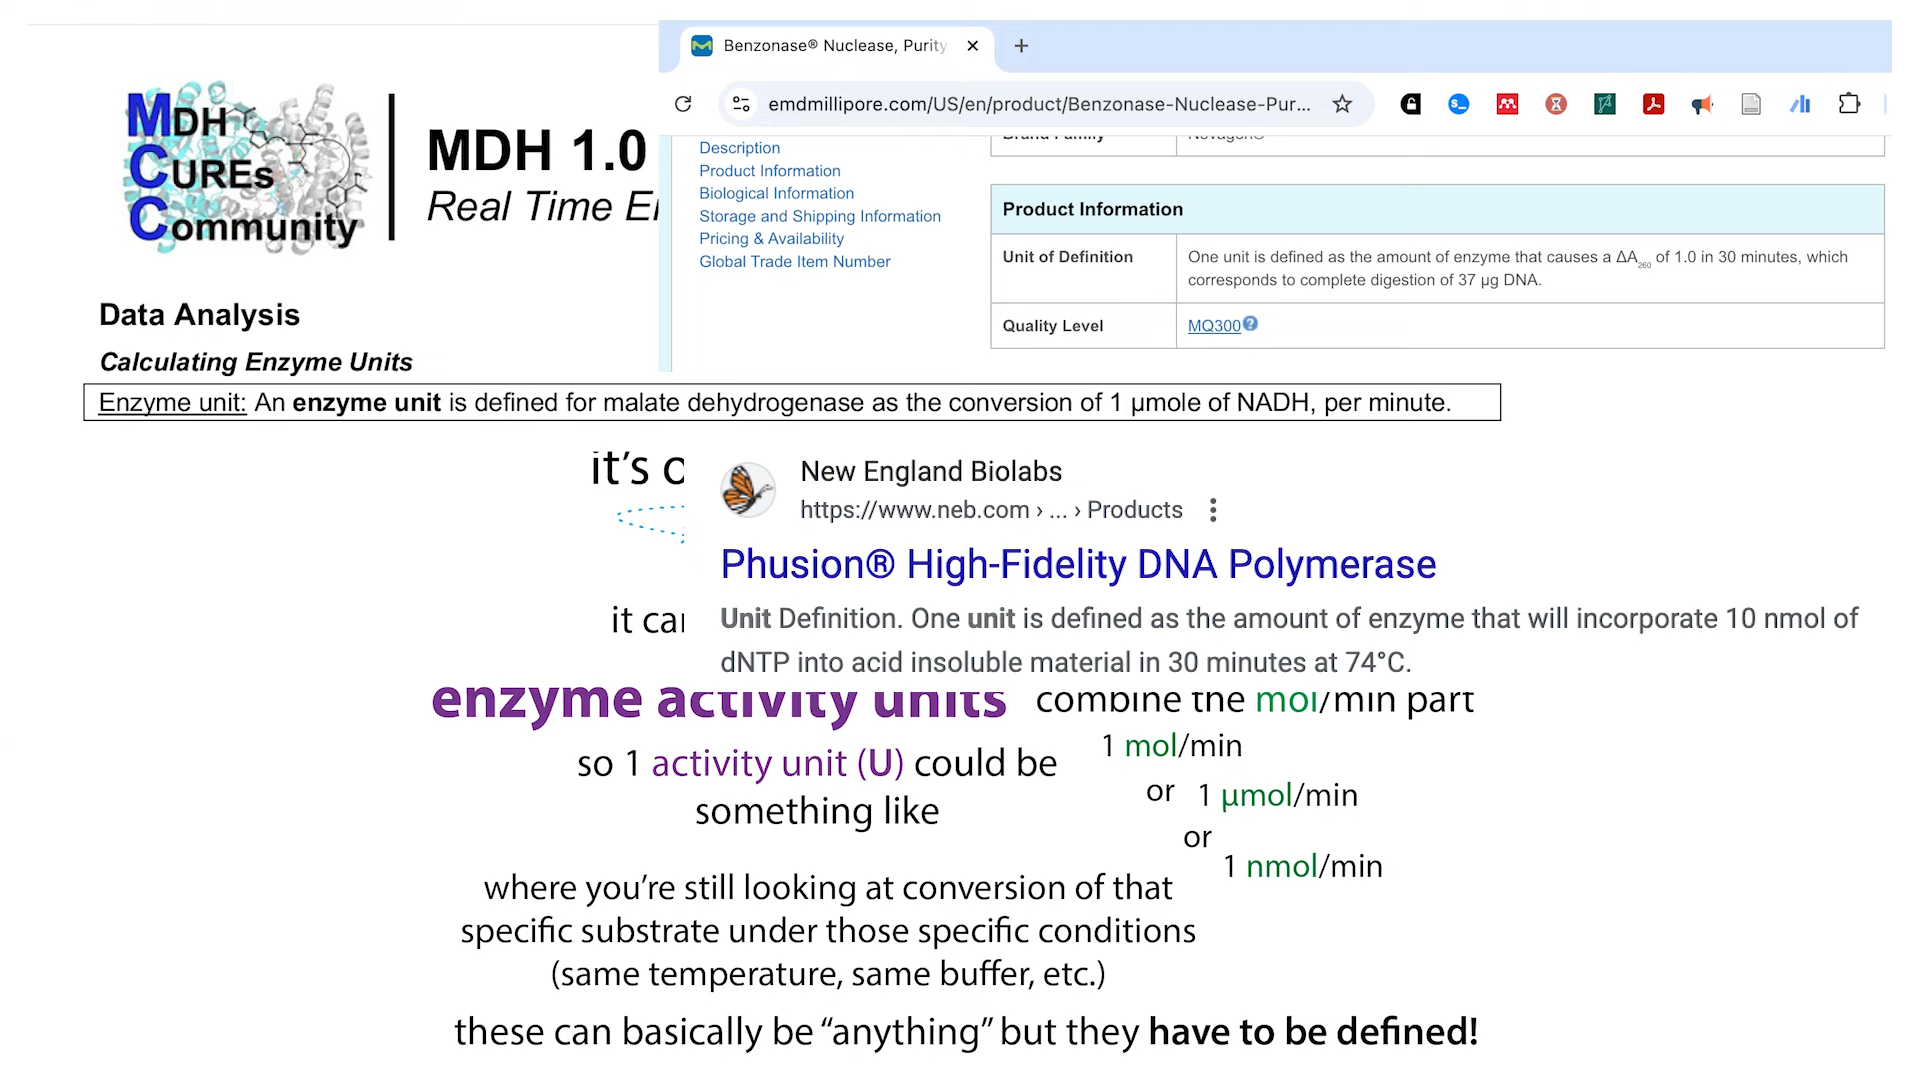 Benzonase® Nuclease, Purity
emdmillipore.com/US/en/product/Benzonase-Nuclease-Pur...
MDH
CUREs
Community
MDH 1.0
Real Time
Description
Product Information
Biological Information
Storage and Shipping Information
Pricing & Availability
Global Trade Item Number
Product Information
Unit of Definition
One unit is defined as the amount of enzyme that causes a ΔA260 of 1.0 in 30 minutes, which
corresponds to complete digestion of 37 µg DNA.
Quality Level
MQ300
Data Analysis
Calculating Enzyme Units
Enzyme unit: An enzyme unit is defined for malate dehydrogenase as the conversion of 1 µmole of NADH, per minute.
it's
New England Biolabs
https://www.neb.com › ... › Products
Phusion® High-Fidelity DNA Polymerase
it
Unit Definition. One unit is defined as the amount of enzyme that will incorporate 10 nmol of
dNTP into acid insoluble material in 30 minutes at 74°C.
enzyme activity units
combine the mol/min part
so 1 activity unit (U) could be
something like
1 mol/min
or 1 µmol/min
or
1 nmol/min
where you're still looking at conversion of that
specific substrate under those specific conditions
(same temperature, same buffer, etc.)
these can basically be “anything” but they have to be defined!